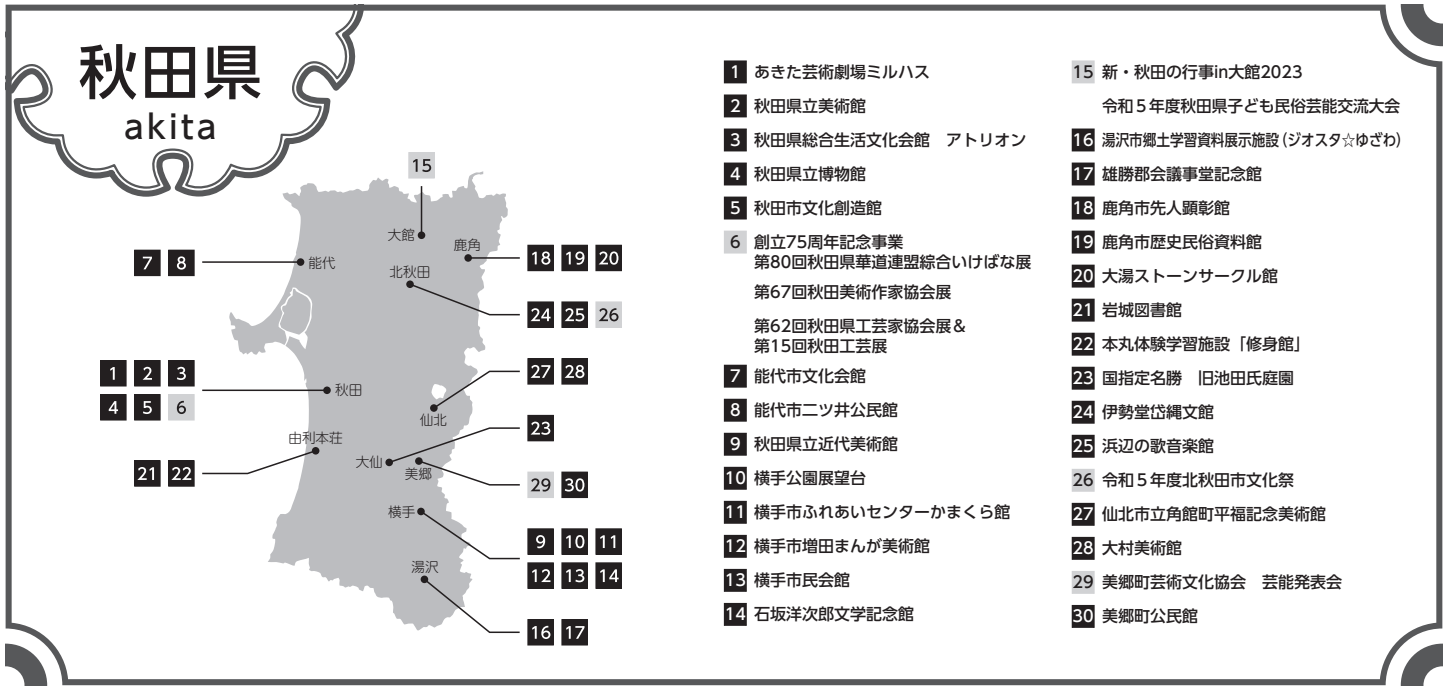 秋田県
akita
15
大館
鹿角
7 8
能代
18 19 20
北秋田
24 25 26
1 2 3
4 5 6
秋田
27 28
仙北
23
由利本荘
大仙
美郷
21 22
29 30
横手
9 10 11
12 13 14
湯沢
16 17
1 あきた芸術劇場ミルハス
2 秋田県立美術館
3 秋田県総合生活文化会館　アトリオン
4 秋田県立博物館
5 秋田市文化創造館
6 創立75周年記念事業
第80回秋田県華道連盟綜合いけばな展
第67回秋田美術作家協会展
第62回秋田県工芸家協会展＆
第15回秋田工芸展
7 能代市文化会館
8 能代市二ツ井公民館
9 秋田県立近代美術館
10 横手公園展望台
11 横手市ふれあいセンターかまくら館
12 横手市増田まんが美術館
13 横手市民会館
14 石坂洋次郎文学記念館
15 新・秋田の行事in大館2023
令和５年度秋田県子ども民俗芸能交流大会
16 湯沢市郷土学習資料展示施設（ジオスタ☆ゆざわ）
17 雄勝郡会議事堂記念館
18 鹿角市先人顕彰館
19 鹿角市歴史民俗資料館
20 大湯ストーンサークル館
21 岩城図書館
22 本丸体験学習施設「修身館」
23 国指定名勝　旧池田氏庭園
24 伊勢堂岱縄文館
25 浜辺の歌音楽館
26 令和５年度北秋田市文化祭
27 仙北市立角館町平福記念美術館
28 大村美術館
29 美郷町芸術文化協会　芸能発表会
30 美郷町公民館